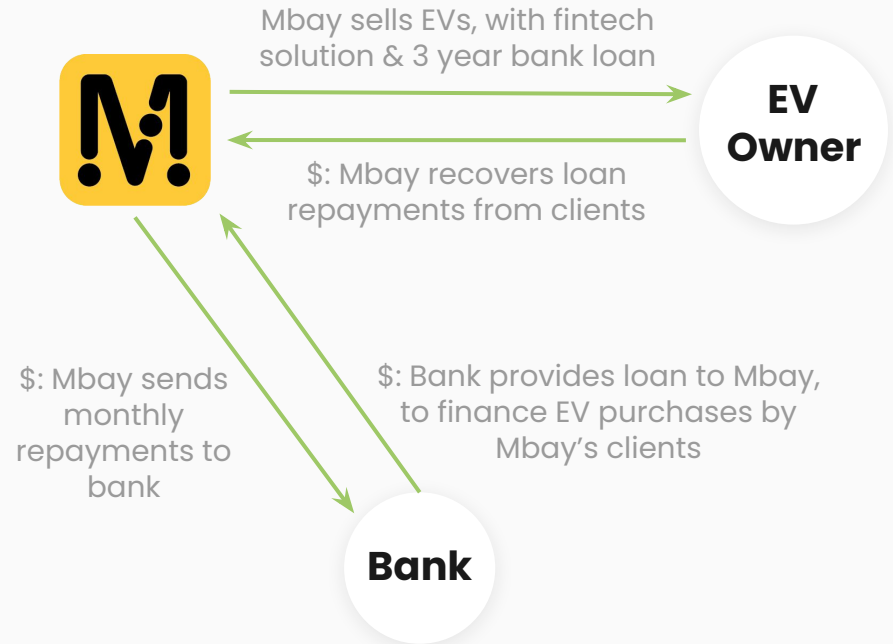 Mbay sells EVs, with fintech
solution & 3 year bank loan
M
EV
Owner
$: Mbay recovers loan
repayments from clients
$: Mbay sends
monthly
repayments to
bank
$: Bank provides loan to Mbay,
to finance EV purchases by
Mbay’s clients
Bank